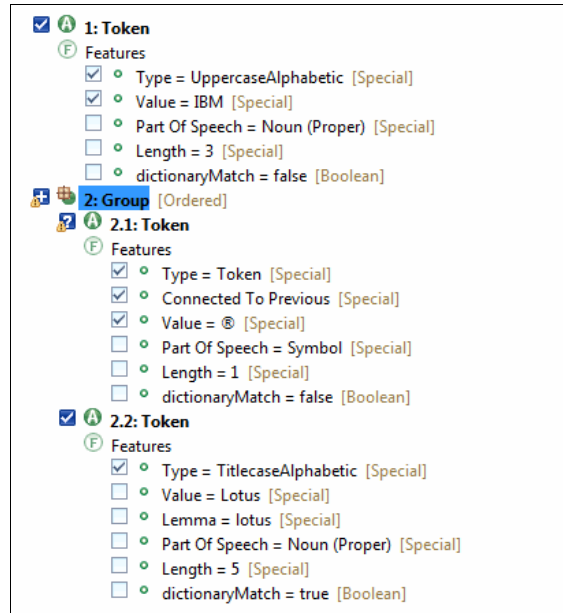 1: Token
Features
Type = UppercaseAlphabetic [Special]
Value = IBM [Special]
Part Of Speech = Noun (Proper) [Special]
Length = 3 [Special]
dictionaryMatch = false [Boolean]
2: Group [Ordered]
2.1: Token
Features
Type = Token [Special]
Connected To Previous [Special]
Value = ® [Special]
Part Of Speech = Symbol [Special]
Length = 1 [Special]
dictionaryMatch = false [Boolean]
2.2: Token
Features
Type = TitlecaseAlphabetic [Special]
Value = Lotus [Special]
Lemma = lotus [Special]
Part Of Speech = Noun (Proper) [Special]
Length = 5 [Special]
dictionaryMatch = true [Boolean]